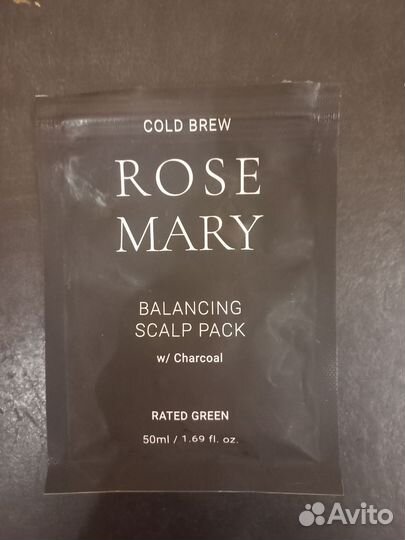 COLD BREW
ROSE
MARY
BALANCING
SCALP PACK
w/ Charcoal
RATED GREEN
50ml / 1.69 fl. oz.
Avito